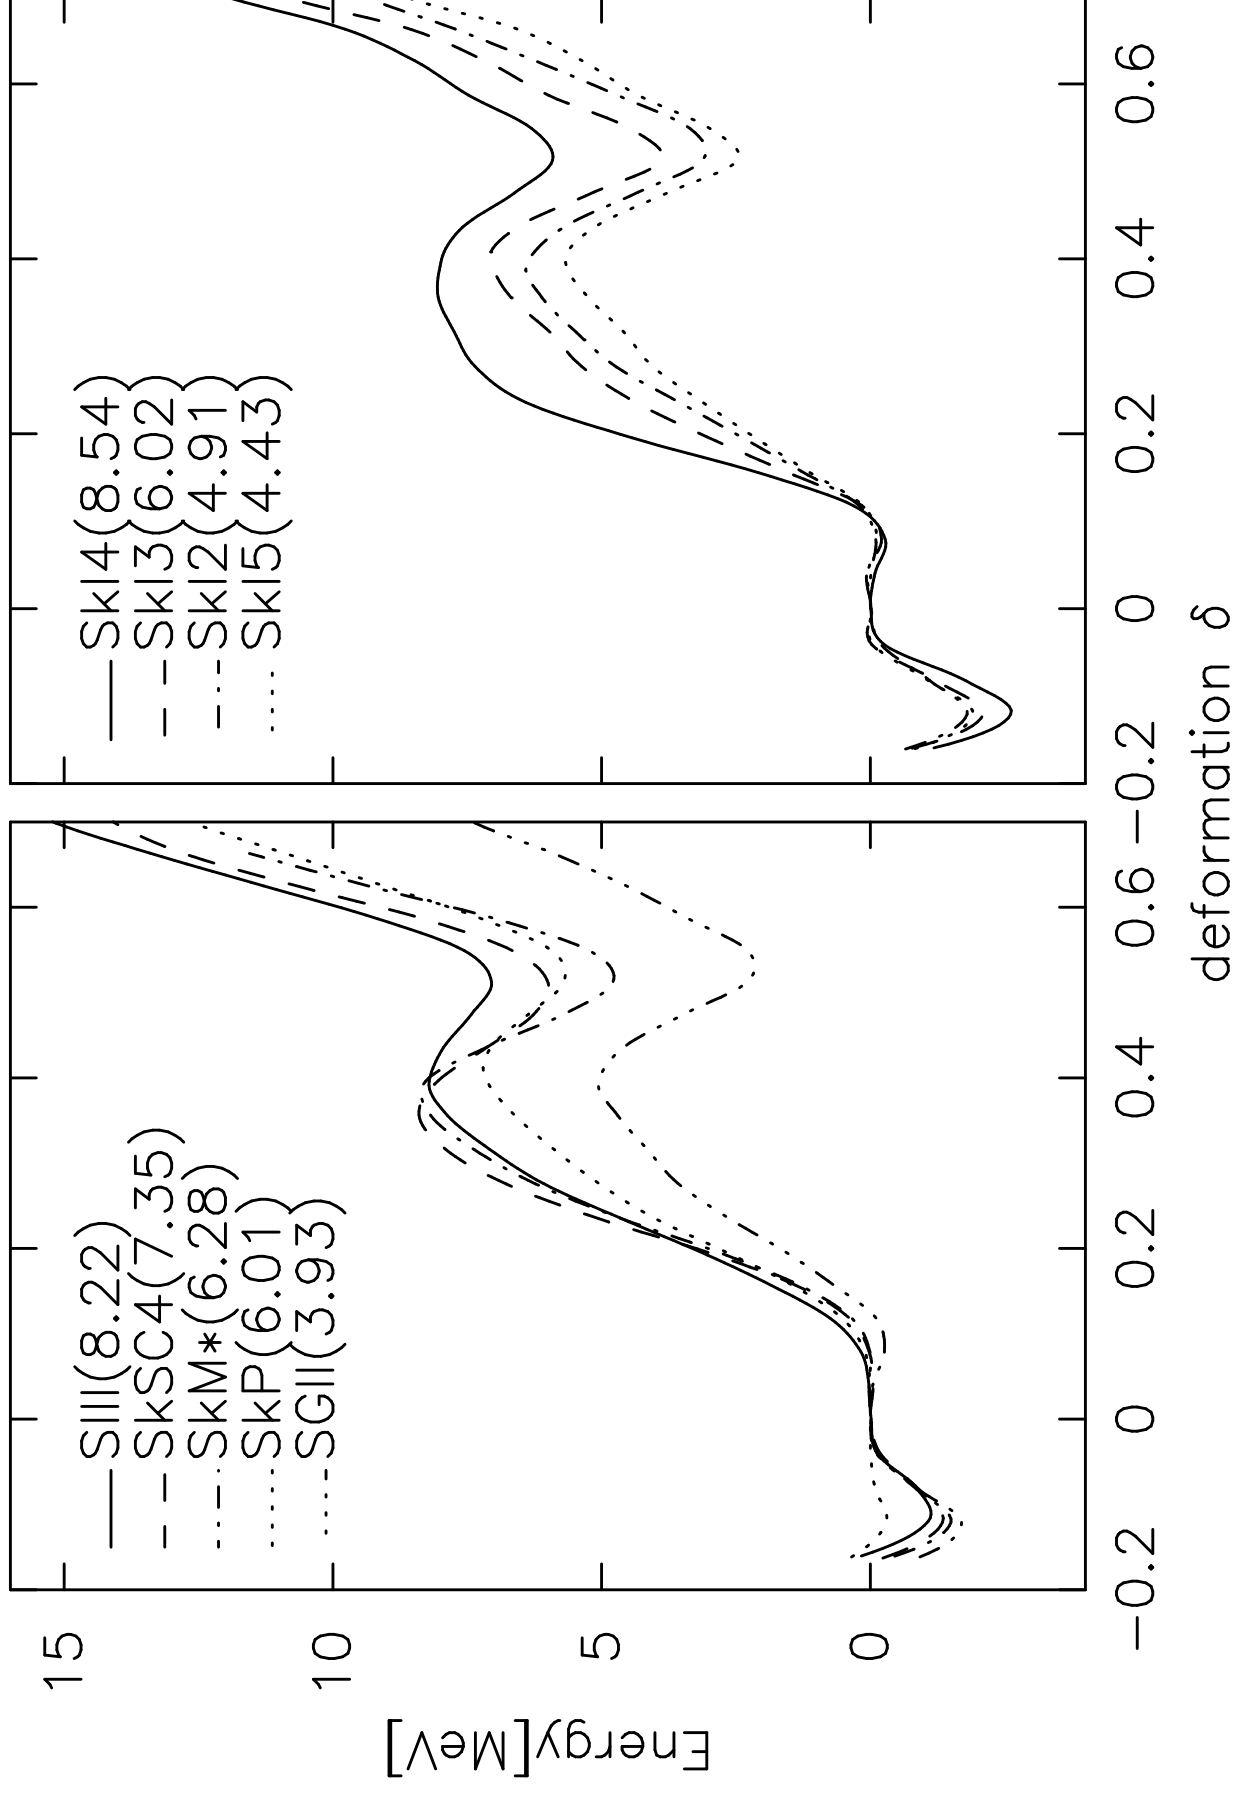 SIII(8.22)
SkSC4(7.35)
SkM*(6.28)
SkP(6.01)
SGII(3.93)
SkI4(8.54)
SkI3(6.02)
SkI2(4.91)
SkI5(4.43)
15
10
5
0
Energy[MeV]
−0.2 0 0.2 0.4 0.6
−0.2 0 0.2 0.4 0.6
deformation δ